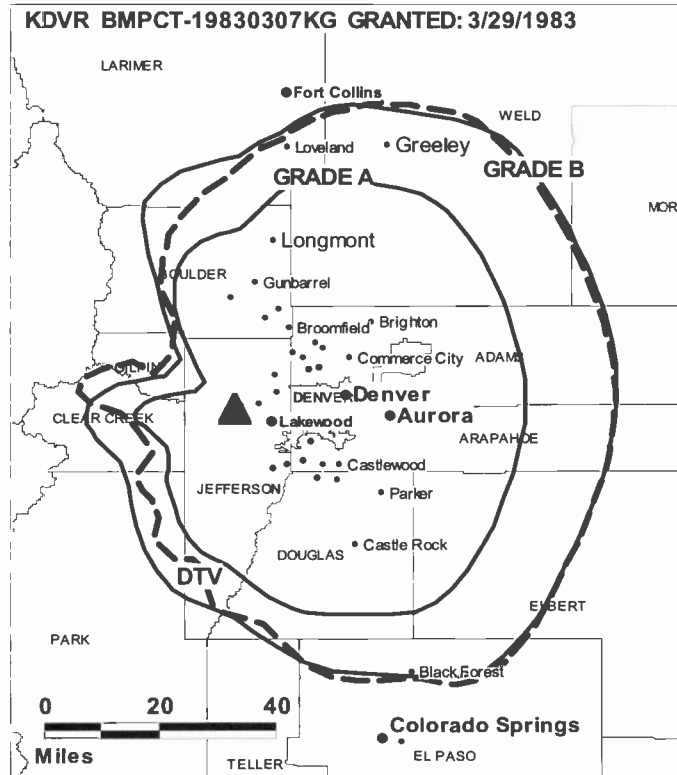 KDVR BMPCT-19830307KG GRANTED: 3/29/1983
LARIMER
Fort Collins
WELD
Loveland
Greeley
GRADE A
GRADE B
MOR
Longmont
BOULDER
Gunbarrel
Broomfield
Brighton
Commerce City
ADAMS
GILPIN
DENVER
Denver
CLEAR CREEK
Lakewood
Aurora
ARAPAHOE
Castlewood
JEFFERSON
Parker
Castle Rock
DOUGLAS
DTV
ELBERT
PARK
Black Forest
0 20 40
Miles
Colorado Springs
EL PASO
TELLER